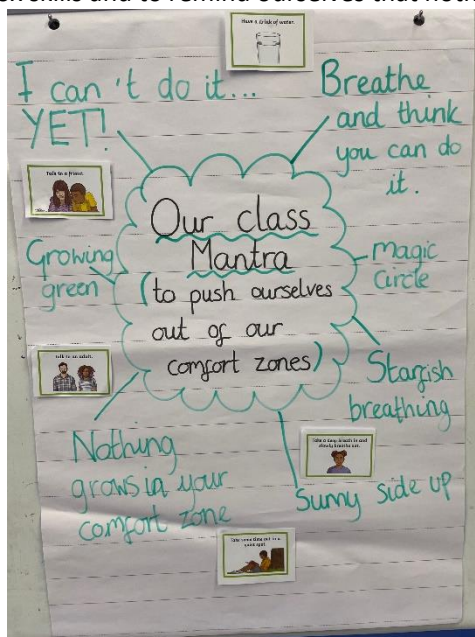 en skills and to remind ourselves that noth
Have a drink of water.
I can't do it...
YET!
Breathe
and think
you can do
it.
Talk to a friend.
Our class
Mantra
(to push ourselves
out of our
comfort zones)
Growing
green
Magic
Circle
Talk to an adult.
Starfish
breathing
Nothing
grows in your
comfort zone
Take a deep breath in and
slowly breathe out.
Sunny side up
Take some time out in a
quiet spot.